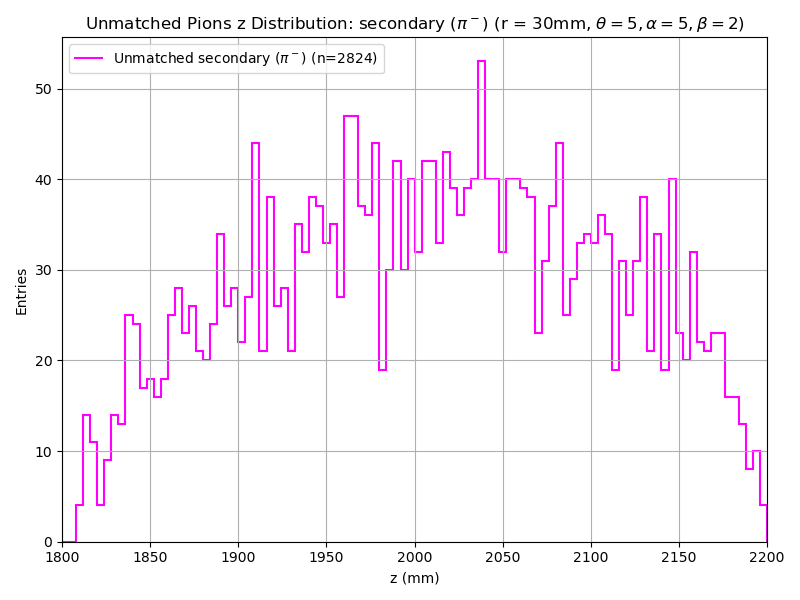 Unmatched Pions z Distribution: secondary (π⁻) (r = 30mm, θ = 5, α = 5, β = 2)
Unmatched secondary (π⁻) (n=2824)
Entries
50
40
30
20
10
0
1800 1850 1900 1950 2000 2050 2100 2150 2200
z (mm)